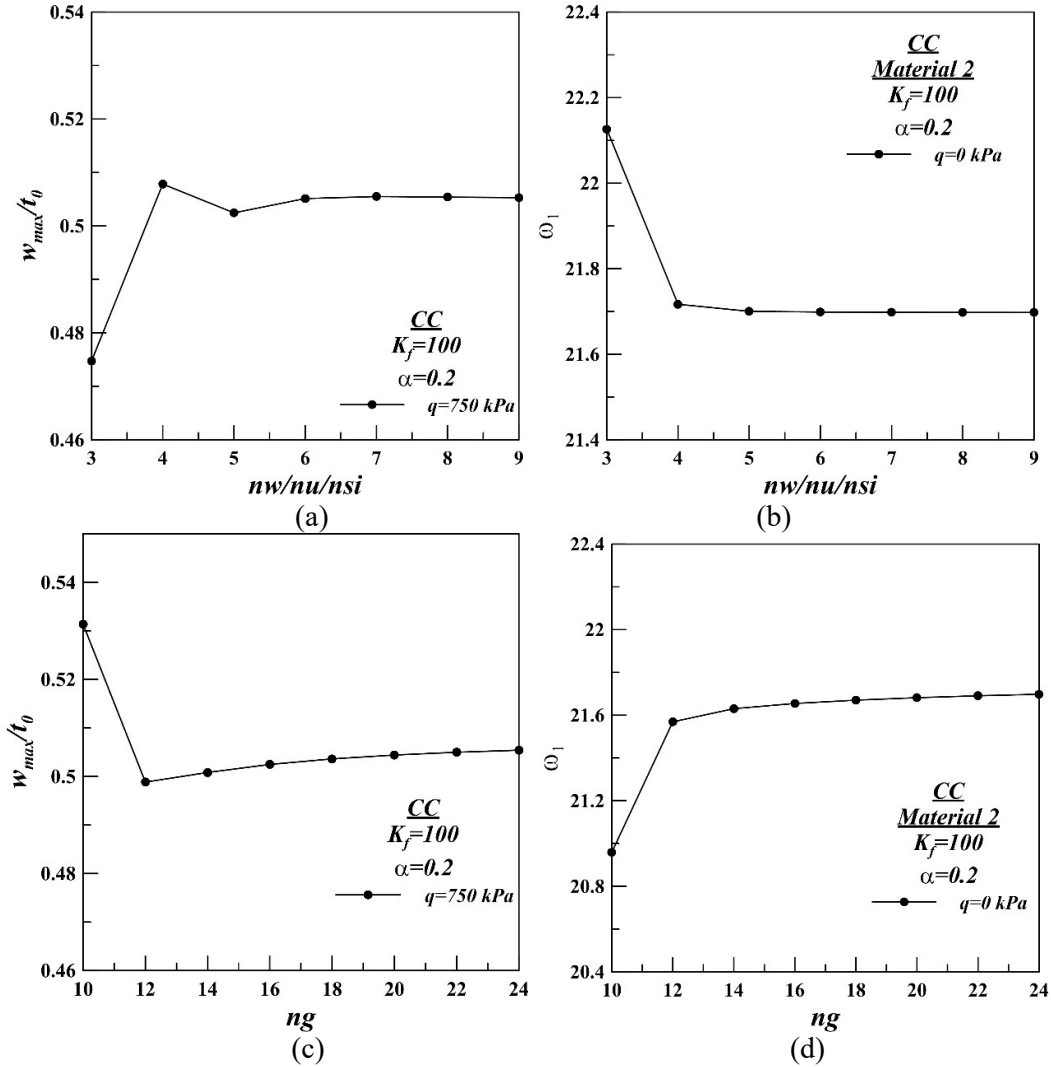 0.54
0.52
0.5
0.48
0.46
w_max/t_0
3 4 5 6 7 8 9
nw/nu/nsi
CC
K_f=100
α=0.2
q=750 kPa
(a)
22.4
22.2
22
21.8
21.6
21.4
ω_1
3 4 5 6 7 8 9
nw/nu/nsi
CC
Material 2
K_f=100
α=0.2
q=0 kPa
(b)
0.54
0.52
0.5
0.48
0.46
w_max/t_0
10 12 14 16 18 20 22 24
ng
CC
K_f=100
α=0.2
q=750 kPa
(c)
22.4
22
21.6
21.2
20.8
20.4
ω_1
10 12 14 16 18 20 22 24
ng
CC
Material 2
K_f=100
α=0.2
q=0 kPa
(d)